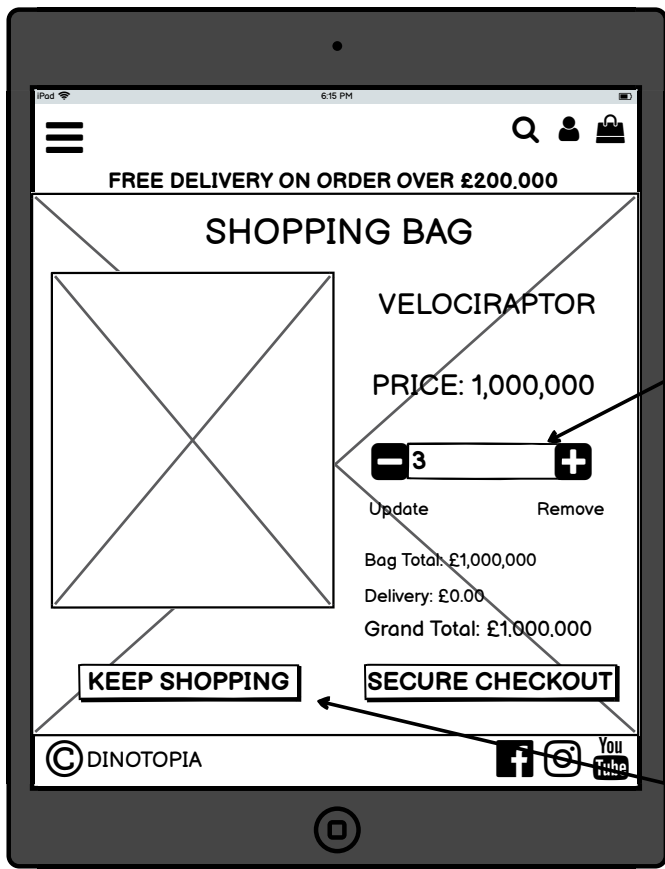 iPad 6:15 PM
FREE DELIVERY ON ORDER OVER £200.000
SHOPPING BAG
VELOCIRAPTOR
PRICE: 1,000,000
3
Update Remove
Bag Total: £1,000,000
Delivery: £0.00
Grand Total: £1.000.000
KEEP SHOPPING SECURE CHECKOUT
© DINOTOPIA
You
Tube